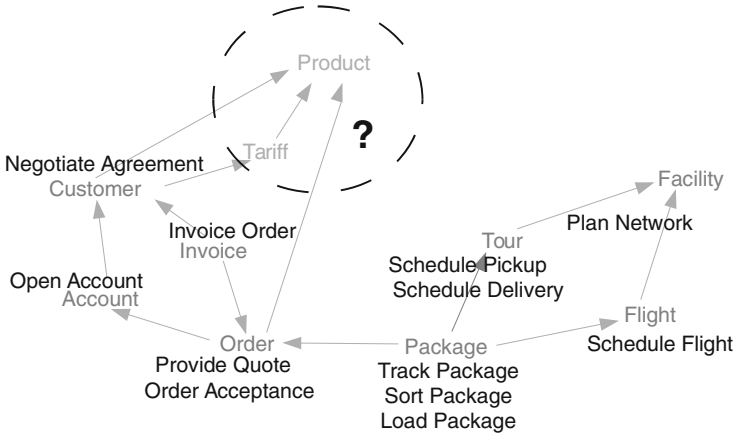 Product
?
Tariff
Negotiate Agreement
Customer
Facility
Plan Network
Invoice Order
Invoice
Tour
Schedule Pickup
Schedule Delivery
Open Account
Account
Flight
Schedule Flight
Order
Provide Quote
Order Acceptance
Package
Track Package
Sort Package
Load Package